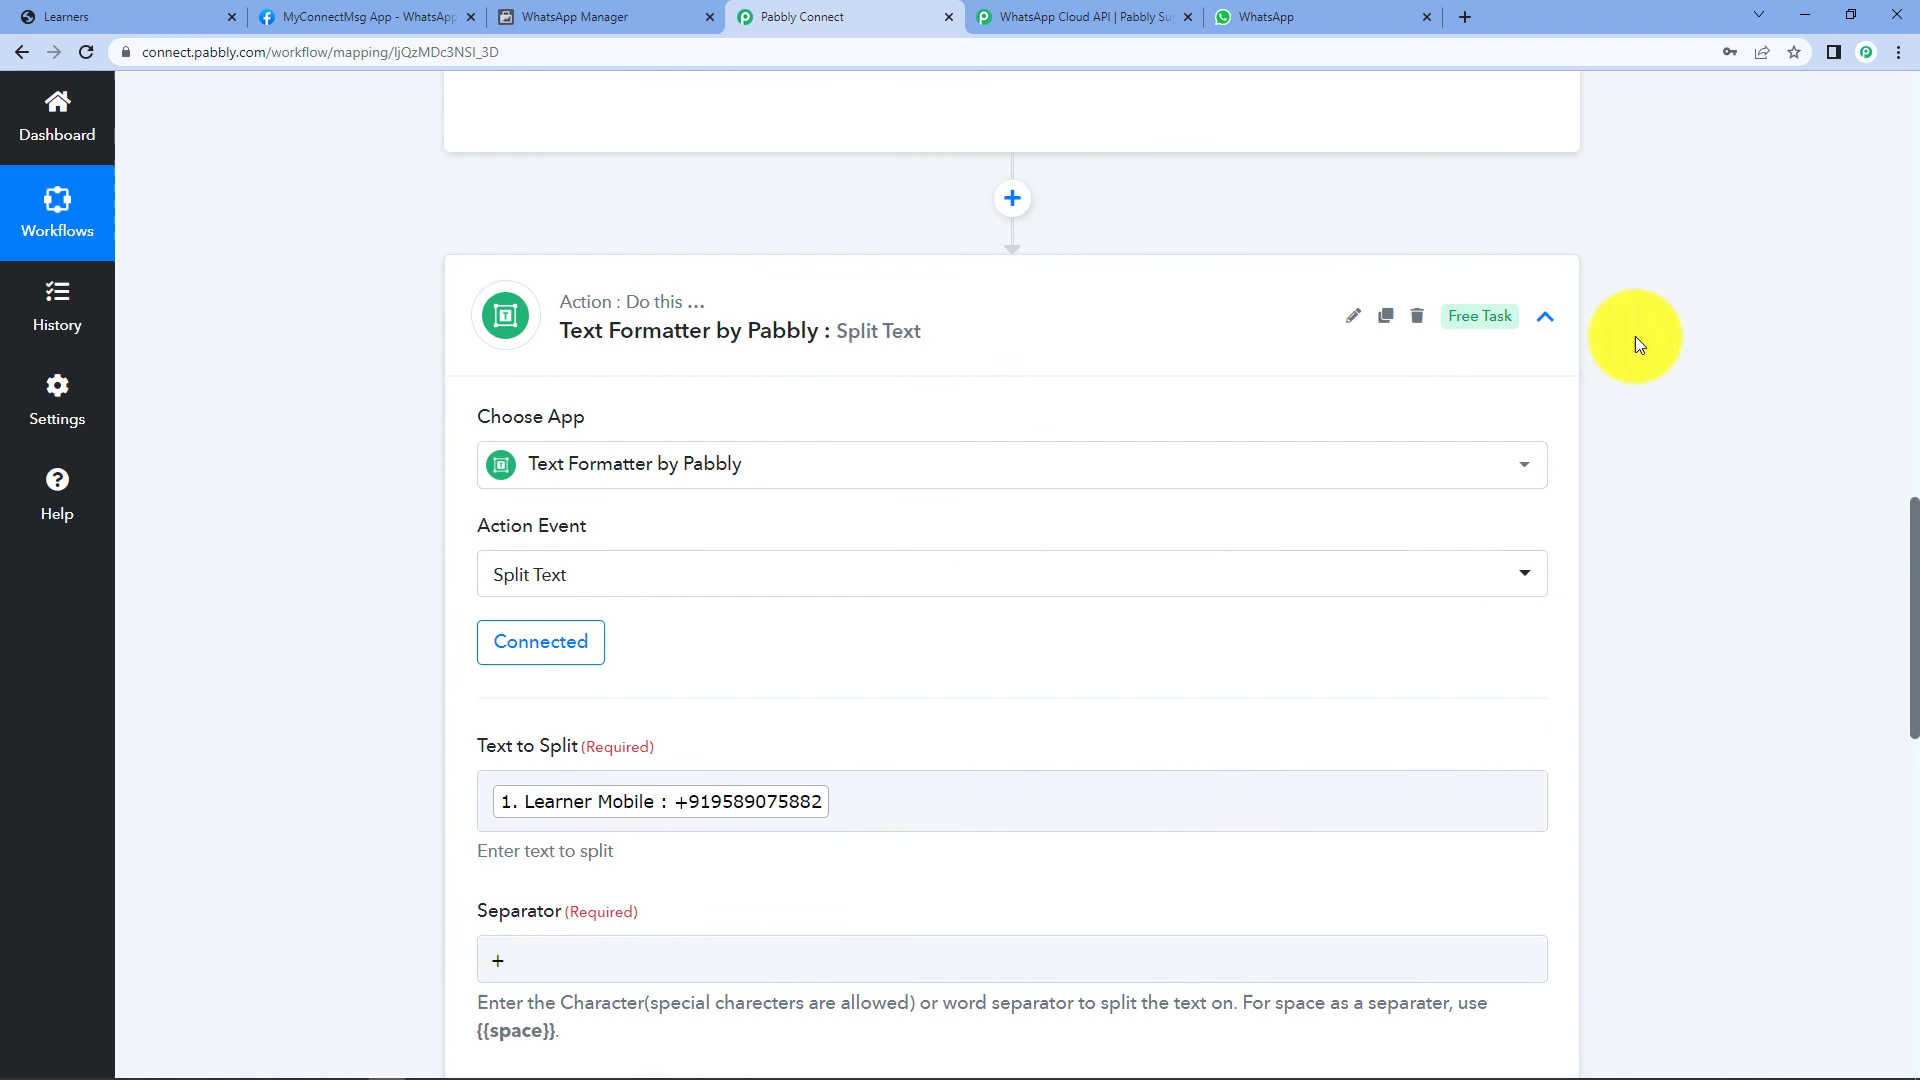 Learners
MyConnectMsg App - WhatsApp
WhatsApp Manager
Pabbly Connect
WhatsApp Cloud API | Pabbly Su
WhatsApp
connect.pabbly.com/workflow/mapping/IjQzMDc3NSI_3D
Dashboard
Workflows
History
Settings
Help
Action : Do this ...
Text Formatter by Pabbly : Split Text
Free Task
Choose App
Text Formatter by Pabbly
Action Event
Split Text
Connected
Text to Split (Required)
1. Learner Mobile : +919589075882
Enter text to split
Separator (Required)
+
Enter the Character(special charecters are allowed) or word separator to split the text on. For space as a separater, use
{{space}}.